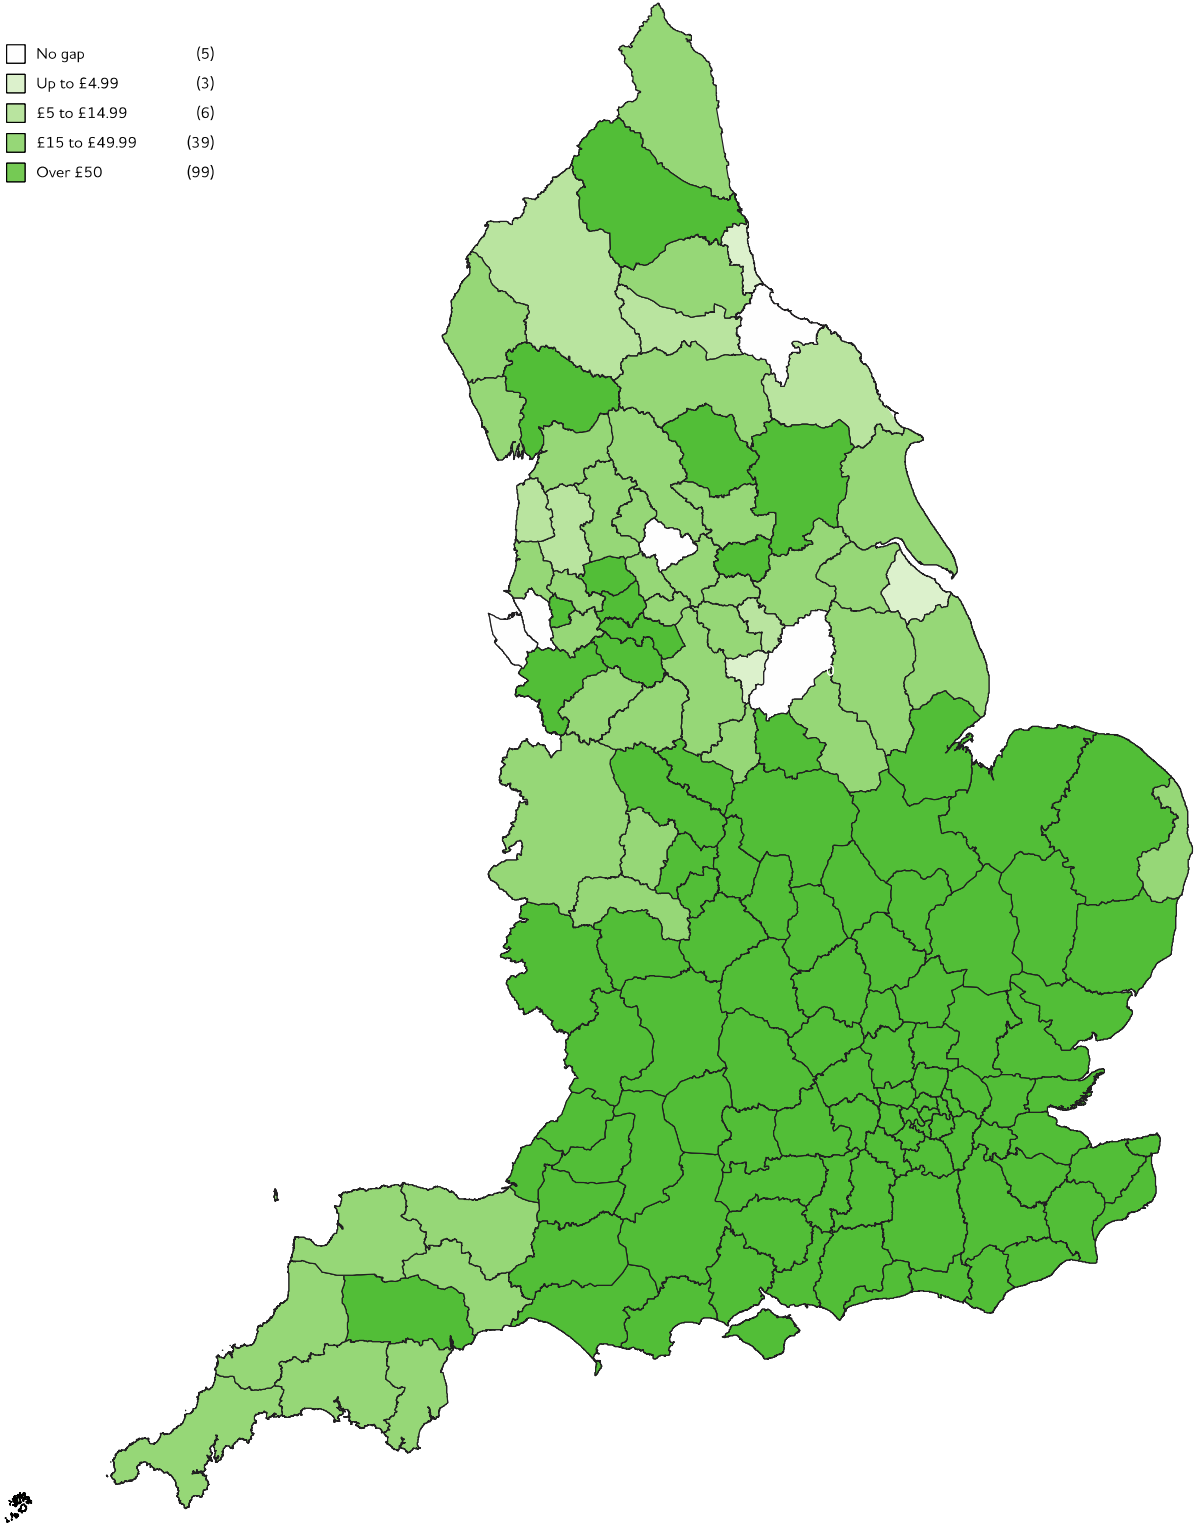 No gap (5)
Up to £4.99 (3)
£5 to £14.99 (6)
£15 to £49.99 (39)
Over £50 (99)